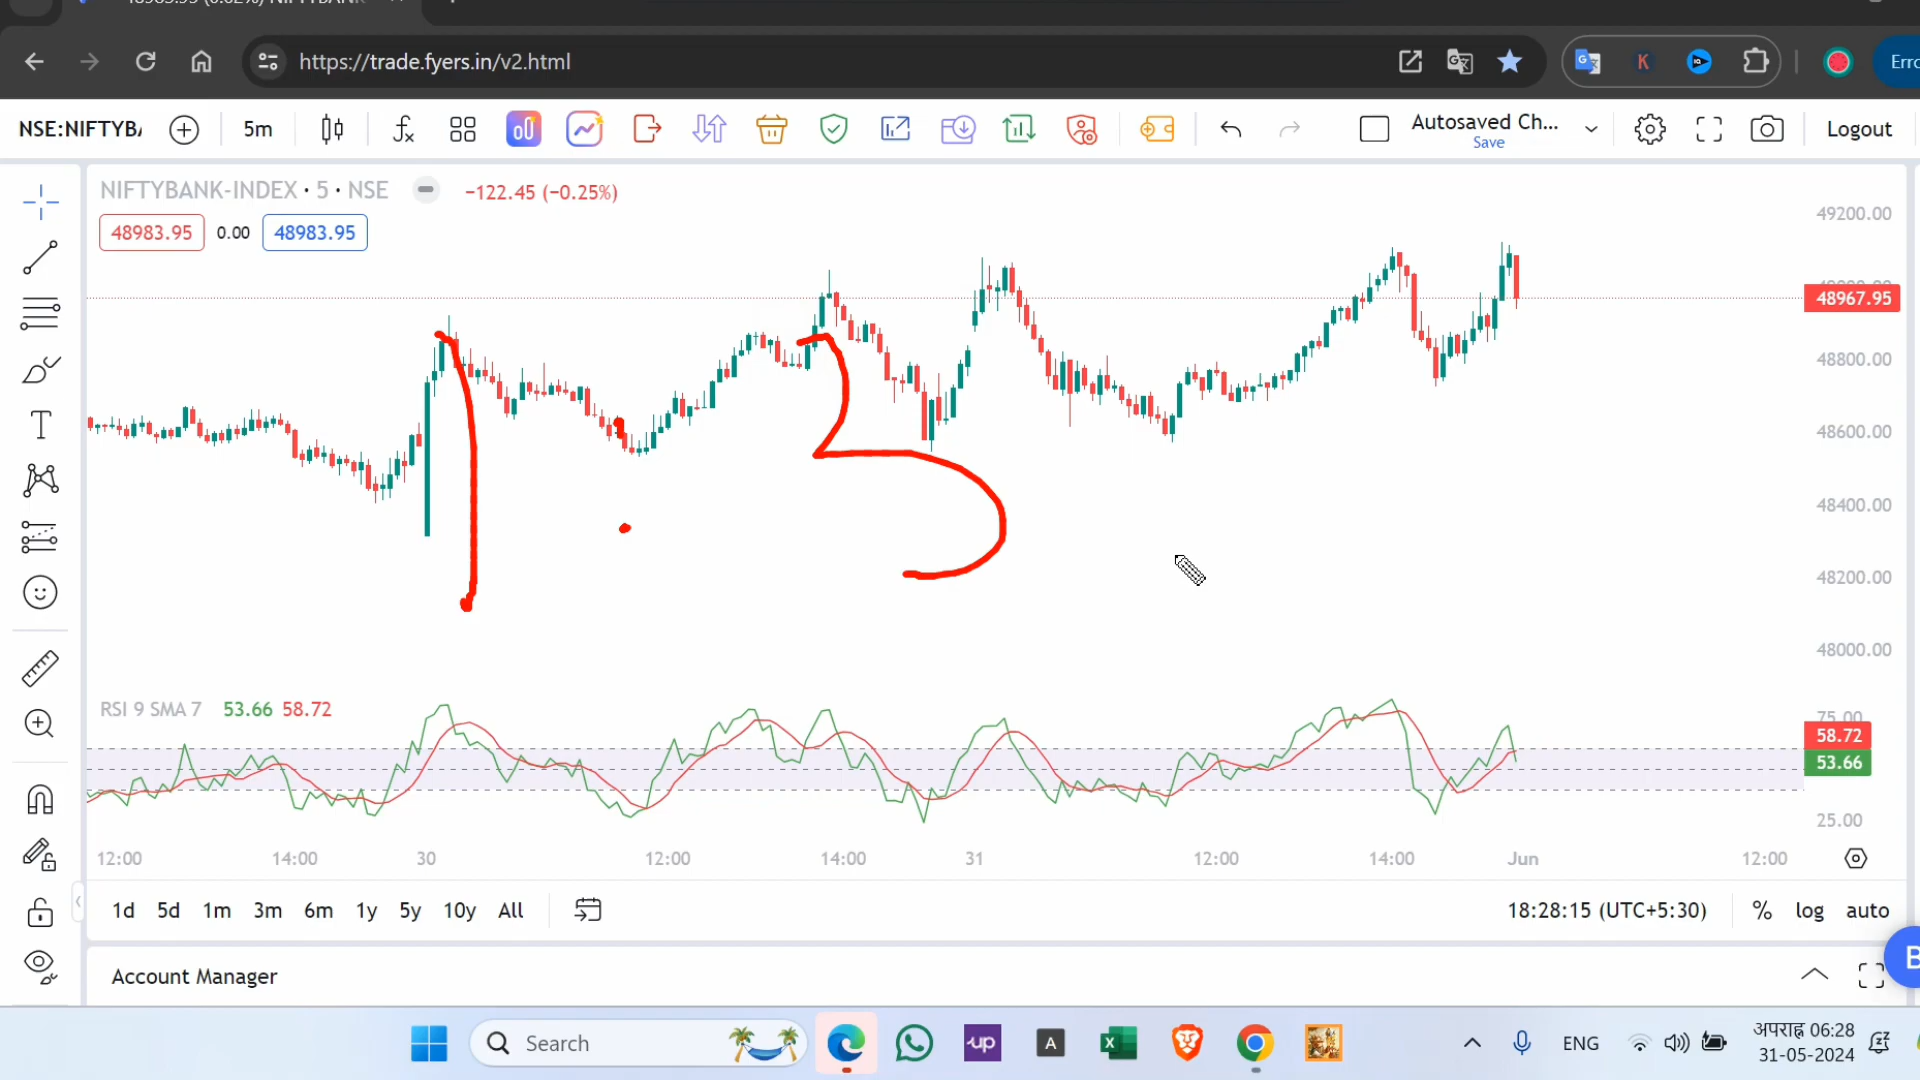 https://trade.fyers.in/v2.html
Erro
NSE:NIFTYBA
5m
Autosaved Ch...
Save
Logout
NIFTYBANK-INDEX · 5 · NSE
−122.45 (−0.25%)
48983.95
0.00
48983.95
49200.00
48967.95
48800.00
48600.00
48400.00
48200.00
48000.00
1:3
RSI 9 SMA 7 53.66 58.72
75.00
58.72
53.66
25.00
12:00 14:00 30 12:00 14:00 31 12:00 14:00 Jun 12:00
1d 5d 1m 3m 6m 1y 5y 10y All
18:28:15 (UTC+5:30) % log auto
Account Manager
Search
up
A
ENG
अपराह्न 06:28
31-05-2024